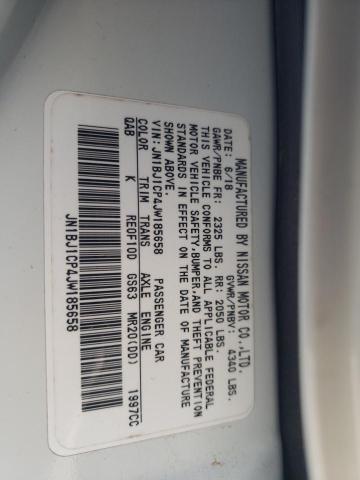 MANUFACTURED BY NISSAN MOTOR CO.,LTD.
DATE: 6/18 GVWR/PNBV: 4340 LBS.
GAWR/PNBE FR: 2325 LBS. RR: 2050 LBS.
THIS VEHICLE CONFORMS TO ALL APPLICABLE FEDERAL
MOTOR VEHICLE SAFETY,BUMPER,AND THEFT PREVENTION
STANDARDS IN EFFECT ON THE DATE OF MANUFACTURE
SHOWN ABOVE.
VIN: JN1BJ1CP4JW185658 PASSENGER CAR
COLOR TRIM TRANS AXLE ENGINE
QAB K RE0F10D GS63 MR20(DD) 1997CC
JN1BJ1CP4JW185658